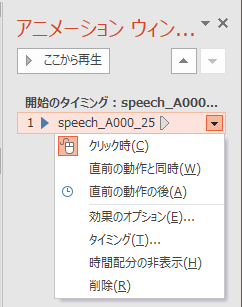 アニメーション ウィン...
ここから再生
開始のタイミング：speech_A000...
1 speech_A000_25
クリック時(C)
直前の動作と同時(W)
直前の動作の後(A)
効果のオプション(E)...
タイミング(T)...
時間配分の非表示(H)
削除(R)